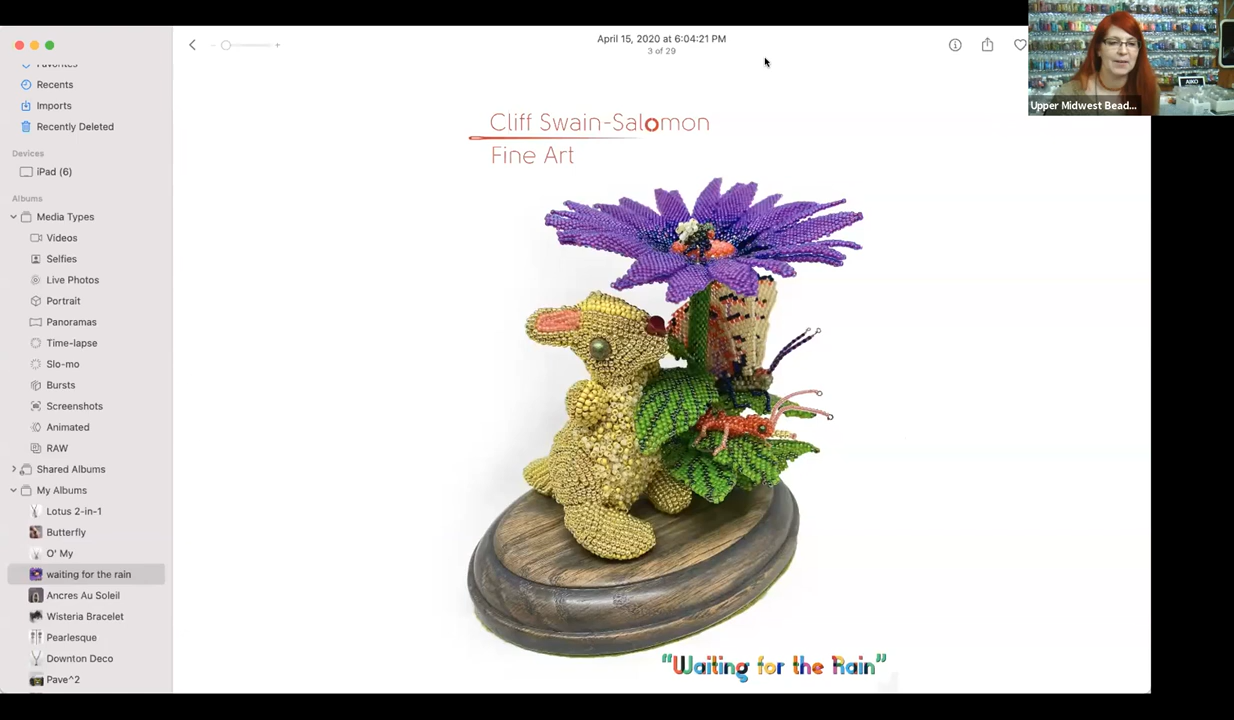 April 15, 2020 at 6:04:21 PM
3 of 29
Favorites
Recents
Imports
Recently Deleted
Devices
iPad (6)
Albums
Media Types
Videos
Selfies
Live Photos
Portrait
Panoramas
Time-lapse
Slo-mo
Bursts
Screenshots
Animated
RAW
Shared Albums
My Albums
Lotus 2-in-1
Butterfly
O' My
waiting for the rain
Ancres Au Soleil
Wisteria Bracelet
Pearlesque
Downton Deco
Pave^2
Cliff Swain-Salomon
Fine Art
"Waiting for the Rain"
AIKO
Upper Midwest Bead...